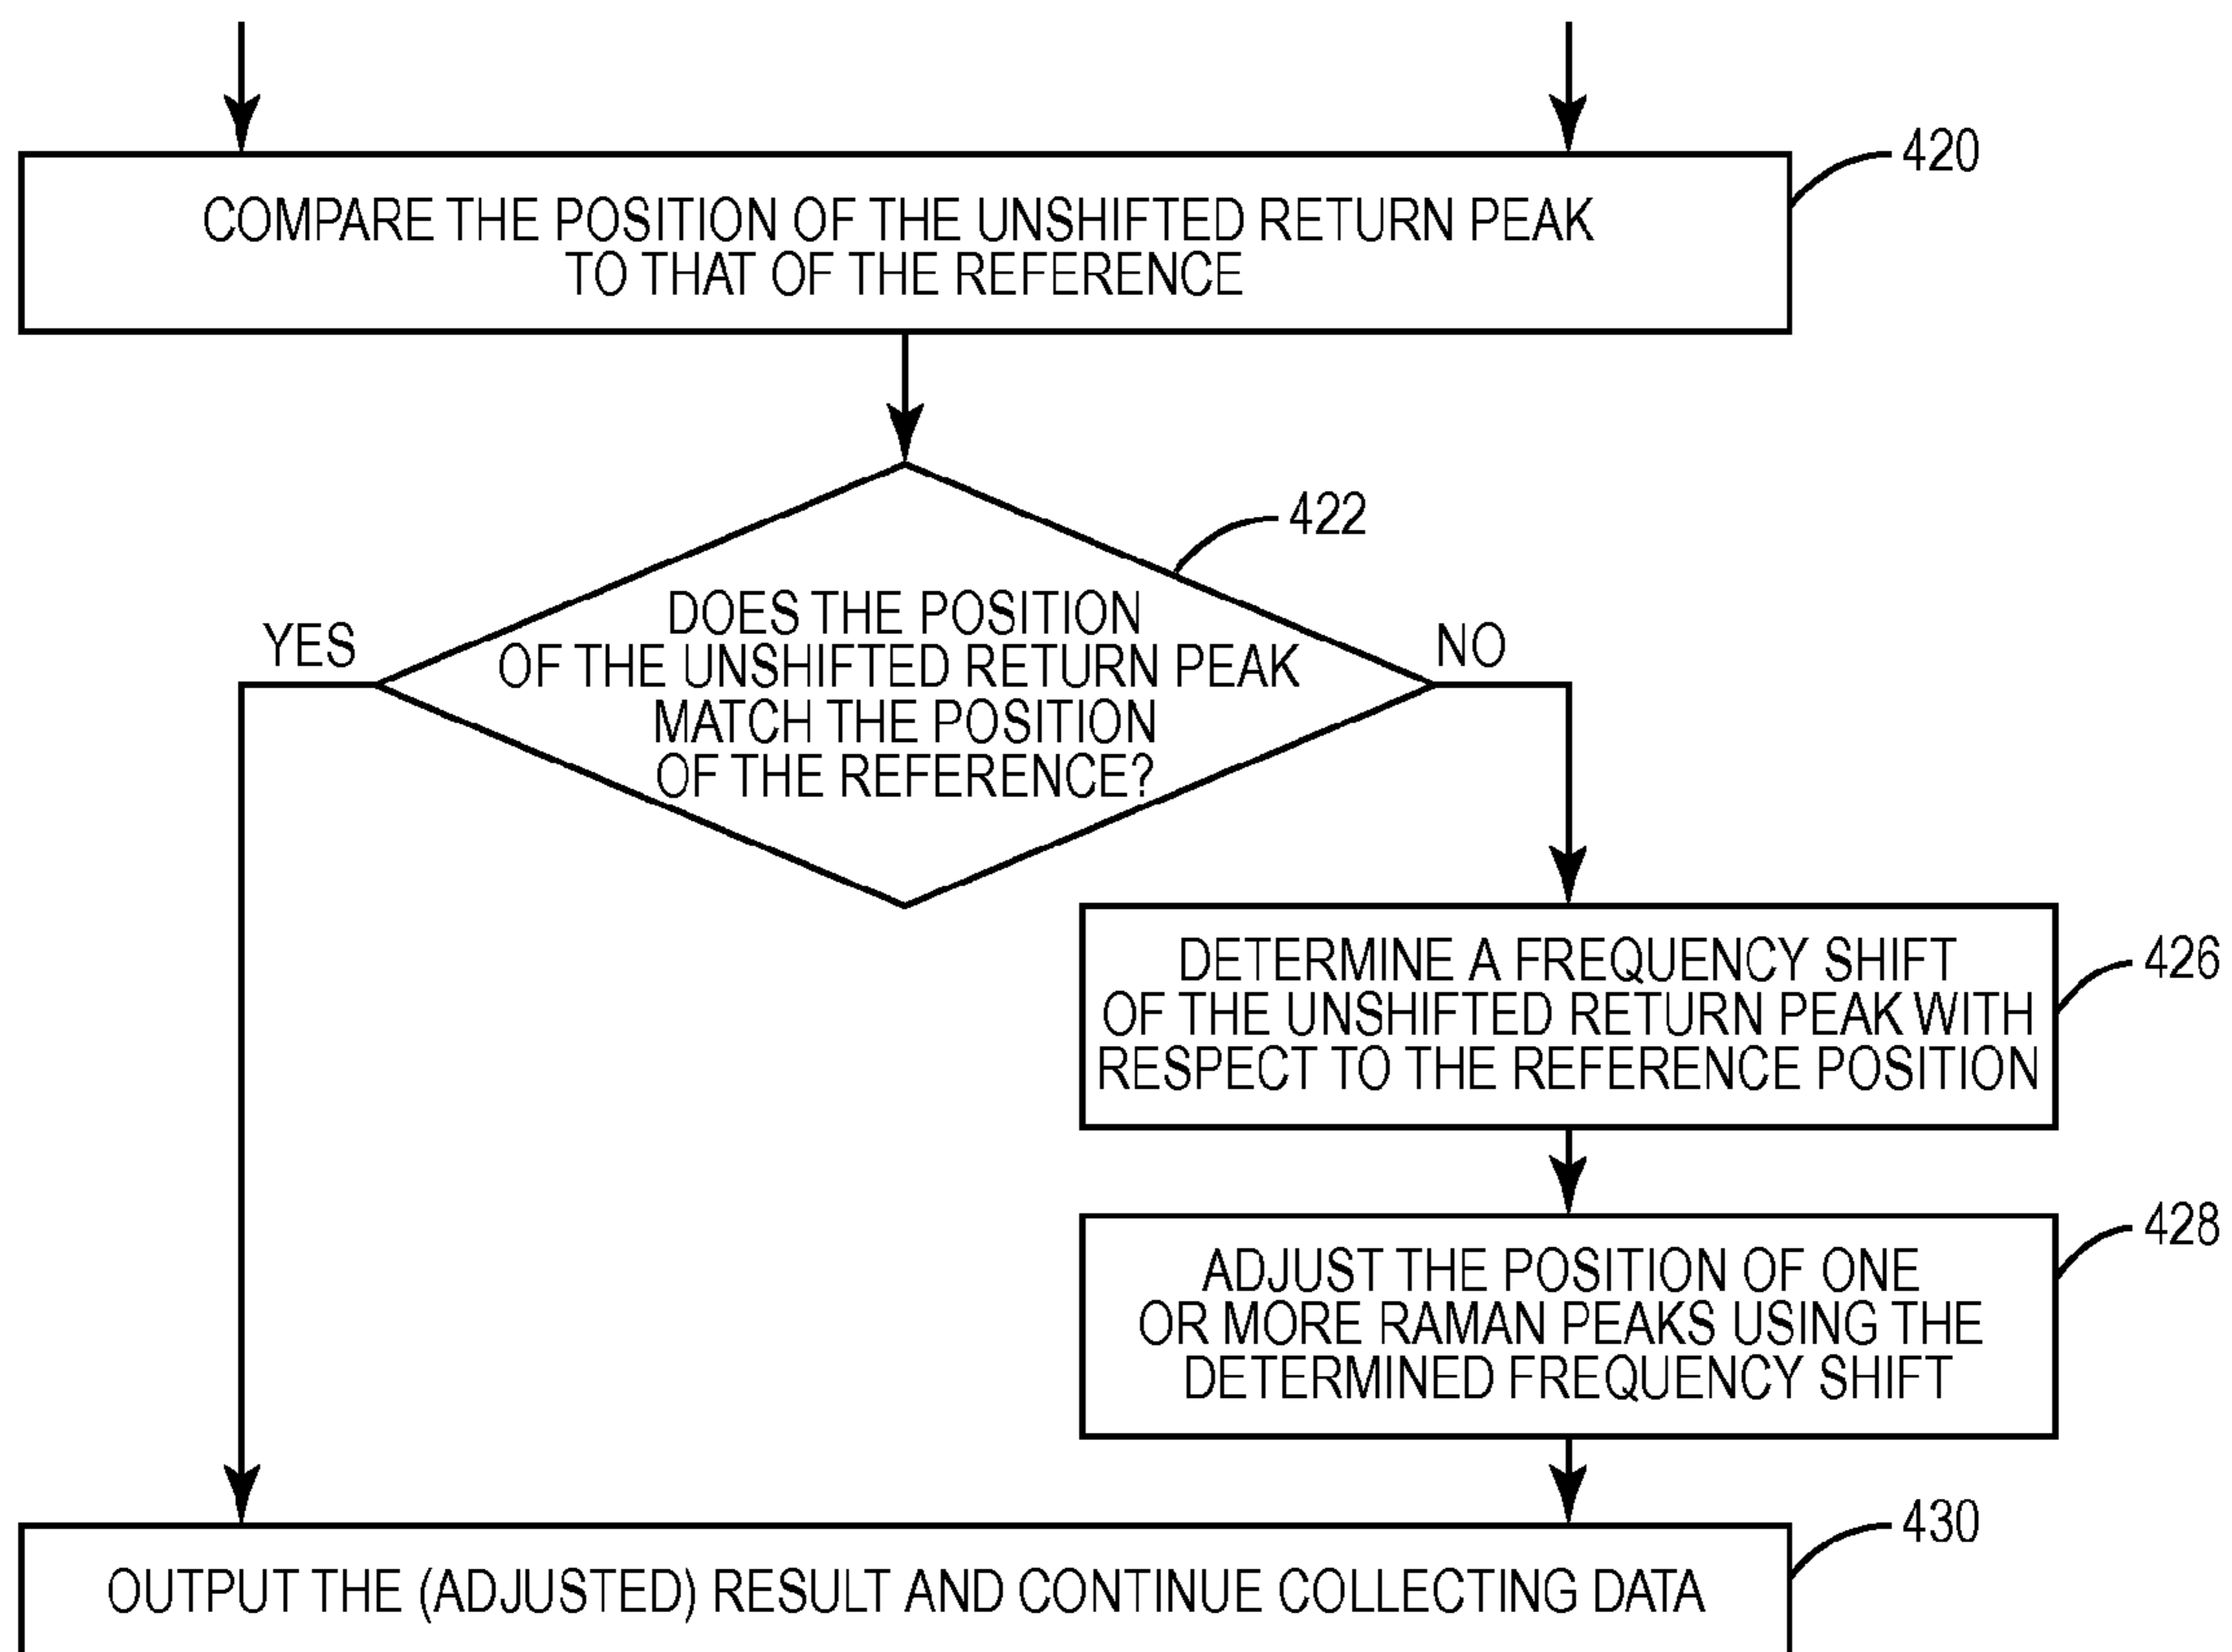 420
COMPARE THE POSITION OF THE UNSHIFTED RETURN PEAK
TO THAT OF THE REFERENCE
422
DOES THE POSITION
OF THE UNSHIFTED RETURN PEAK
MATCH THE POSITION
OF THE REFERENCE?
YES
NO
DETERMINE A FREQUENCY SHIFT
OF THE UNSHIFTED RETURN PEAK WITH
RESPECT TO THE REFERENCE POSITION
426
ADJUST THE POSITION OF ONE
OR MORE RAMAN PEAKS USING THE
DETERMINED FREQUENCY SHIFT
428
430
OUTPUT THE (ADJUSTED) RESULT AND CONTINUE COLLECTING DATA